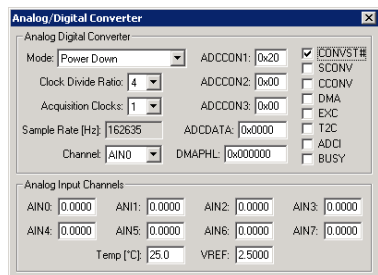 Analog/Digital Converter
Analog Digital Converter
Mode: Power Down ADCCON1: 0x20 CONVST#
SCONV
Clock Divide Ratio: 4 ADCCON2: 0x00 CCONV
DMA
Acquisition Clocks: 1 ADCCON3: 0x00 EXC
Sample Rate [Hz]: 162635 ADCDATA: 0x0000 T2C
ADCI
Channel: AIN0 DMAPHL: 0x000000 BUSY
Analog Input Channels
AIN0: 0.0000 ANI1: 0.0000 AIN2: 0.0000 AIN3: 0.0000
AIN4: 0.0000 AIN5: 0.0000 AIN6: 0.0000 AIN7: 0.0000
Temp [°C]: 25.0 VREF: 2.5000